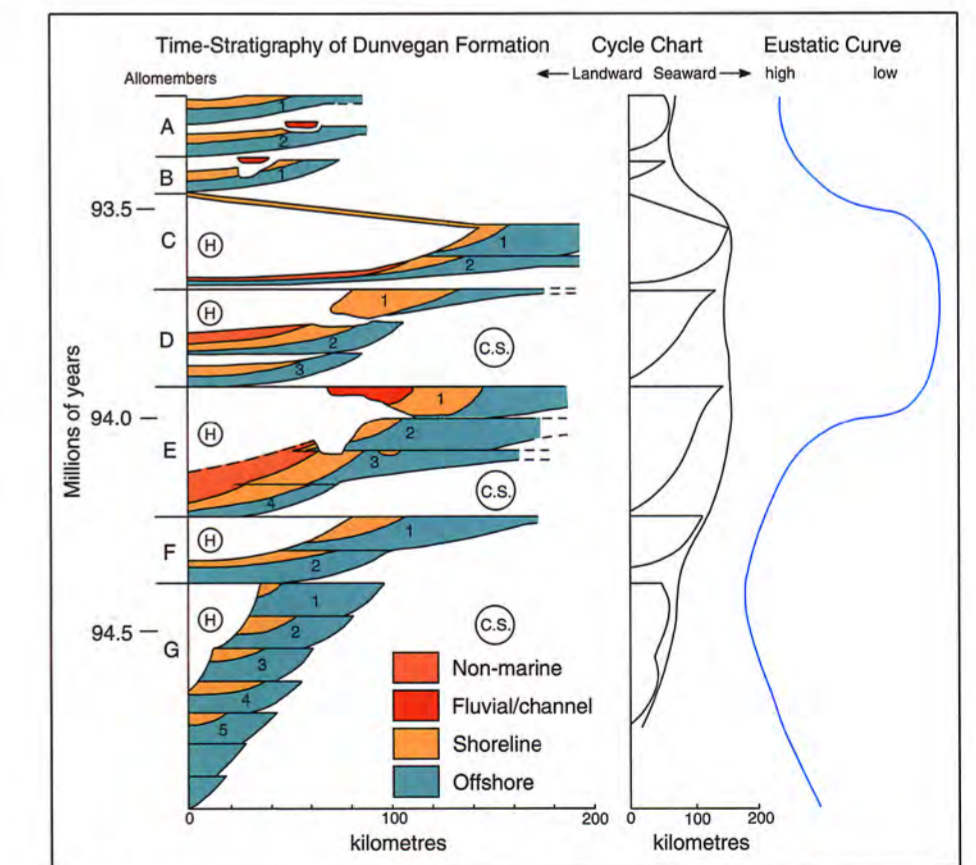 Time-Stratigraphy of Dunvegan Formation
Cycle Chart
Eustatic Curve
Allomembers
Landward Seaward
high low
A
1
2
B
1
93.5
C
H
1
2
D
H
1
2
3
C.S.
94.0
E
H
1
2
3
4
C.S.
F
H
1
2
94.5
G
H
1
2
3
4
5
C.S.
Millions of years
Non-marine
Fluvial/channel
Shoreline
Offshore
0 100 200
kilometres
0 100 200
kilometres